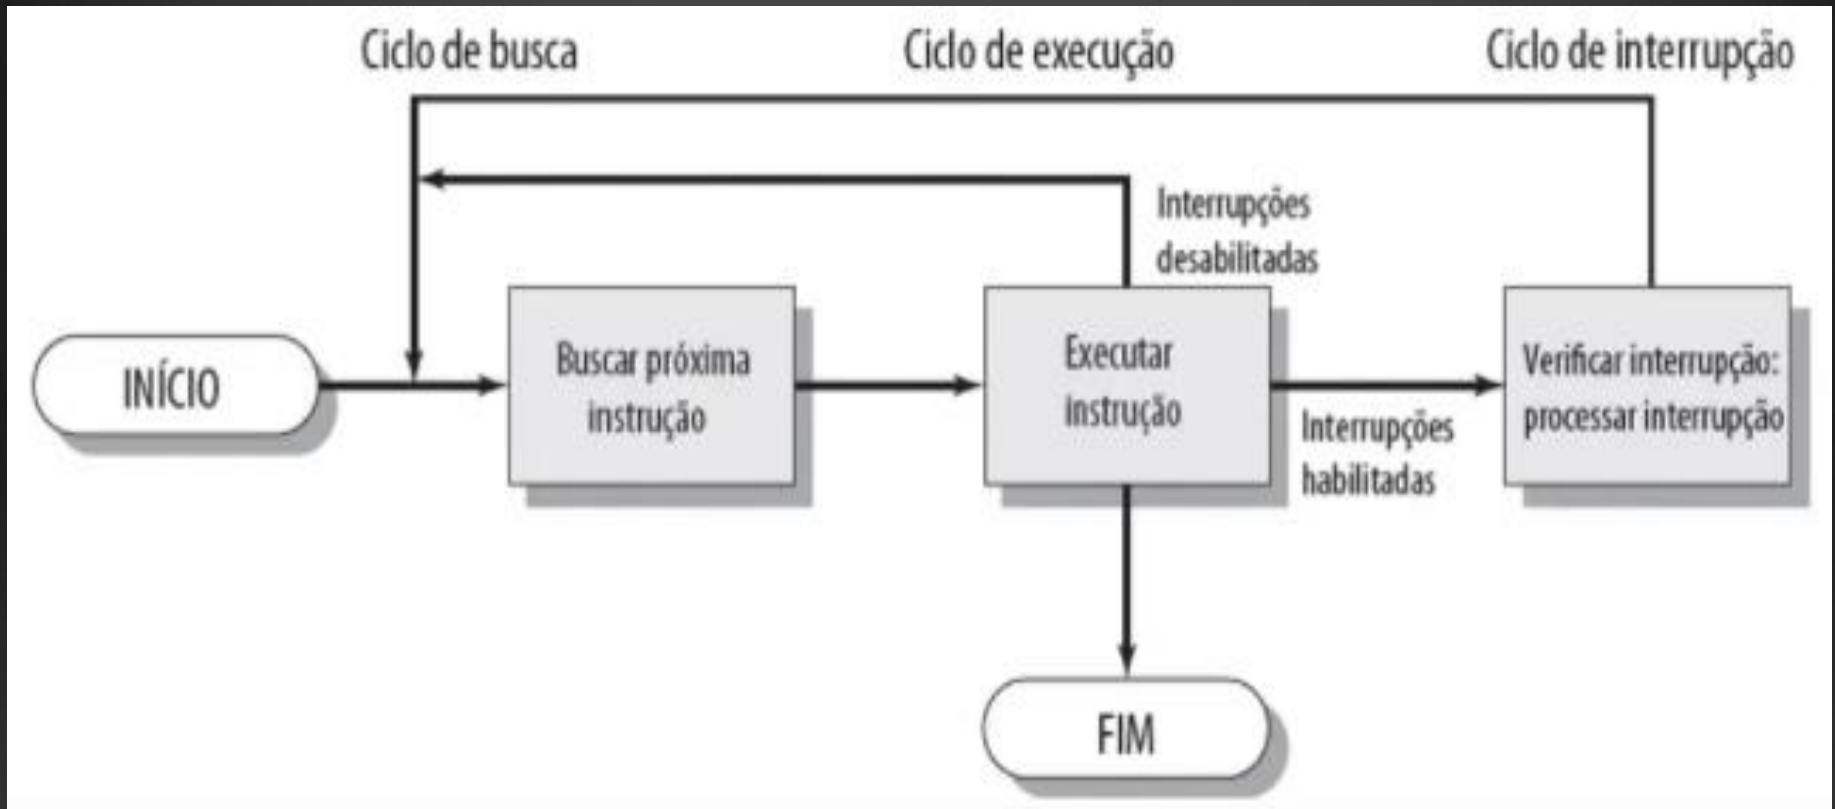 Ciclo de busca
Ciclo de execução
Ciclo de interrupção
Interrupções
desabilitadas
INÍCIO
Buscar próxima
instrução
Executar
instrução
Interrupções
habilitadas
Verificar interrupção:
processar interrupção
FIM